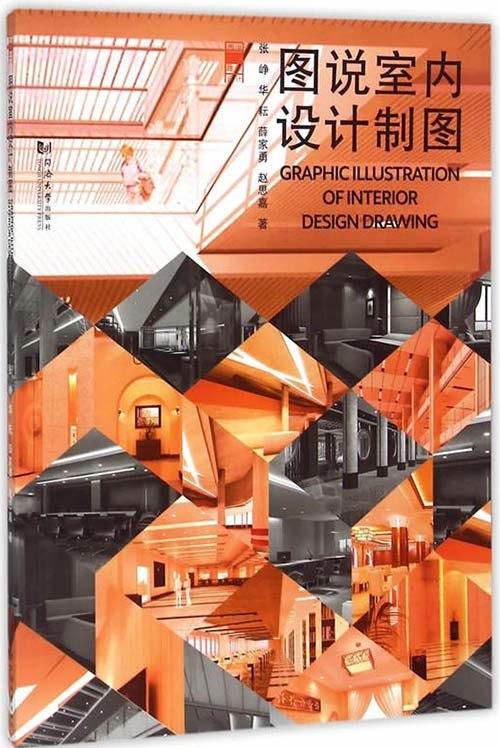 图说室内
设计制图
GRAPHIC ILLUSTRATION
OF INTERIOR
DESIGN DRAWING
张峥 华耘 薛家勇 赵思嘉 著
同济大学出版社
TONGJI UNIVERSITY PRESS